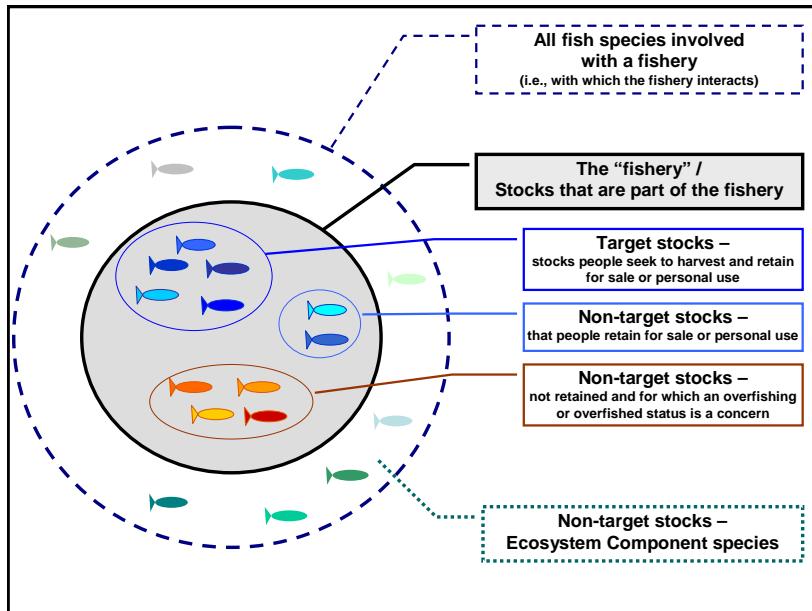 All fish species involved
with a fishery
(i.e., with which the fishery interacts)
The “fishery” /
Stocks that are part of the fishery
Target stocks –
stocks people seek to harvest and retain
for sale or personal use
Non-target stocks –
that people retain for sale or personal use
Non-target stocks –
not retained and for which an overfishing
or overfished status is a concern
Non-target stocks –
Ecosystem Component species